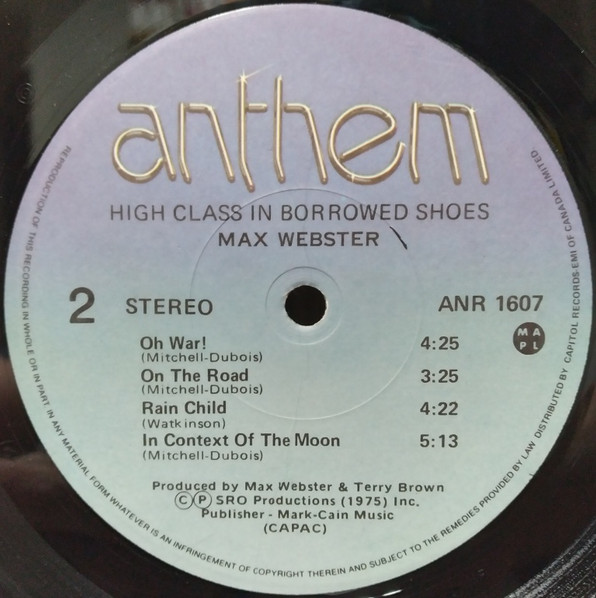 anthem
HIGH CLASS IN BORROWED SHOES
MAX WEBSTER
2 STEREO ANR 1607
M A P L
Oh War! 4:25
(Mitchell-Dubois)
On The Road 3:25
(Mitchell-Dubois)
Rain Child 4:22
(Watkinson)
In Context Of The Moon 5:13
(Mitchell-Dubois)
Produced by Max Webster & Terry Brown
Ⓒ Ⓟ SRO Productions (1975) Inc.
Publisher - Mark-Cain Music
(CAPAC)
REPRODUCTION OF THIS RECORDING IN WHOLE OR IN PART IN ANY MATERIAL FORM WHATEVER IS AN INFRINGEMENT OF COPYRIGHT THEREIN AND SUBJECT TO THE REMEDIES PROVIDED BY LAW DISTRIBUTED BY CAPITOL RECORDS-EMI OF CANADA LIMITED